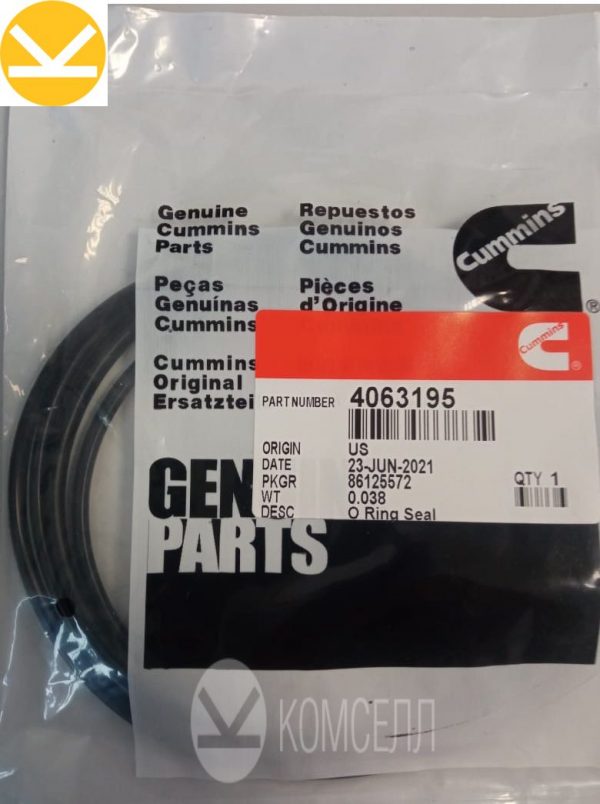 Genuine
Cummins
Parts
Repuestos
Genuinos
Cummins
Cummins
®
Peças
Genuínas
Cummins
Pièces
d'Origine
Cummins
Original
Cummins
®
PART NUMBER 4063195
ORIGIN US
DATE 23-JUN-2021
PKGR 86125572
WT 0.038
DESC O Ring Seal
QTY 1
GEN
PARTS
КОМСЕЛЛ